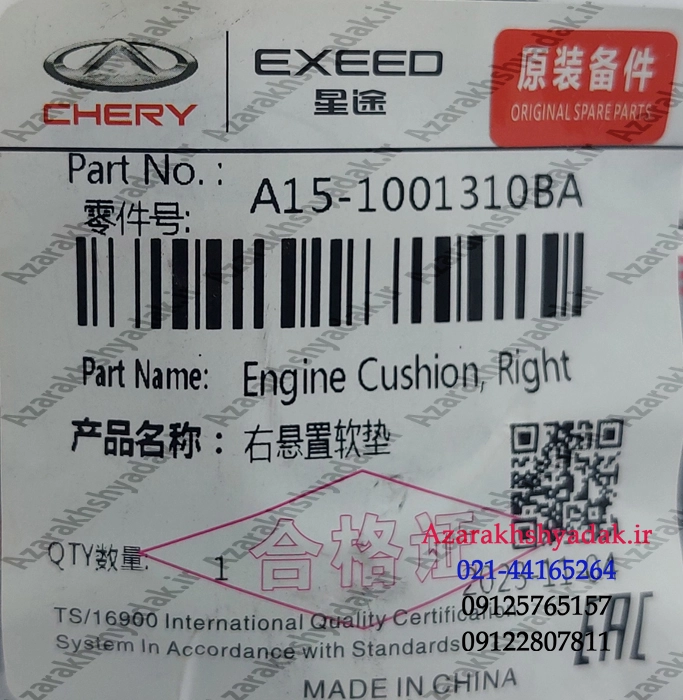 CHERY
EXEED
星途
原装备件
ORIGINAL SPARE PARTS
Part No.:
A15-1001310BA
零件号:
Part Name: Engine Cushion, Right
产品名称: 右悬置软垫
合格证
QTY数量: 1
Azarakhshyadak.ir
021-44165264
09125765157
09122807811
TS/16900 International Quality Certification
System In Accordance with Standards
EAC
MADE IN CHINA